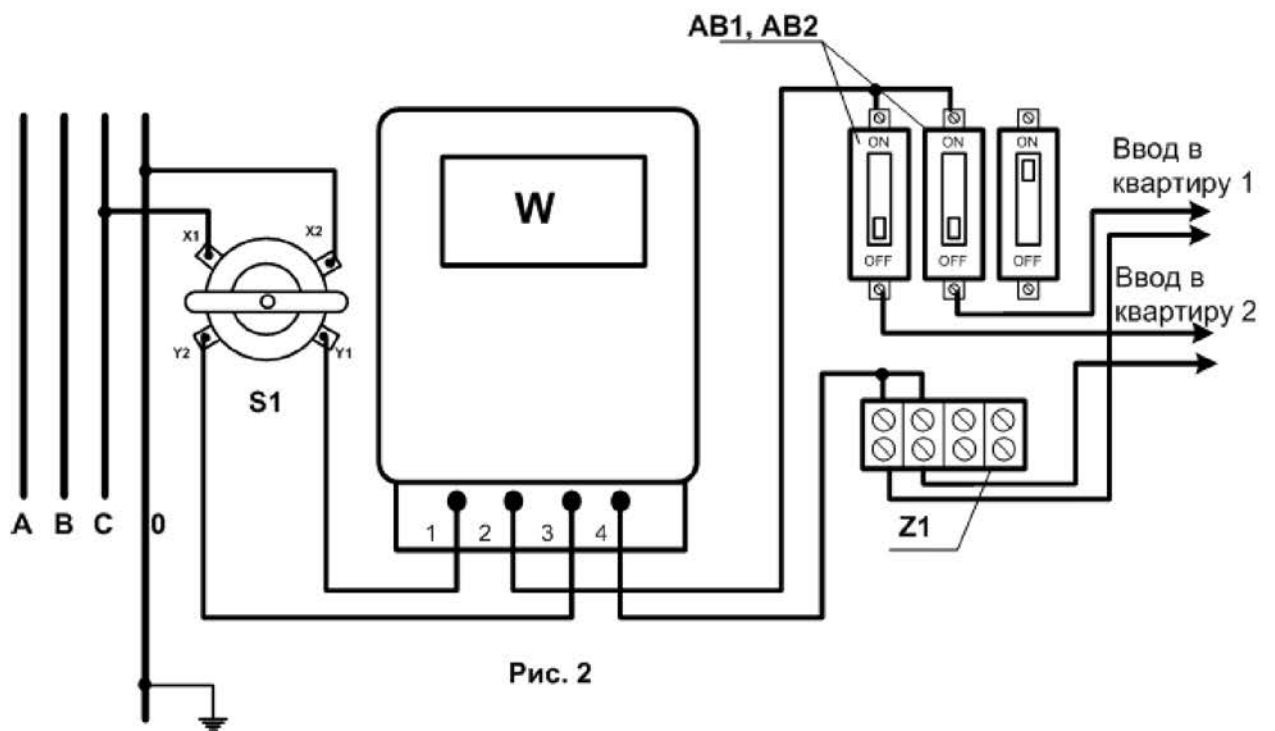 AB1, AB2
ON
ON
ON
OFF
OFF
OFF
Ввод в
квартиру 1
Ввод в
квартиру 2
W
X1
X2
Y2
Y1
S1
A B C 0
1 2 3 4
Z1
Рис. 2